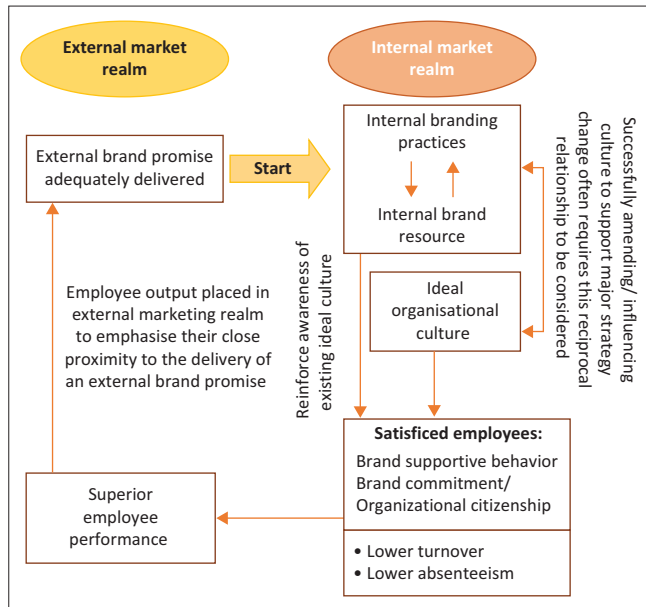 External market
realm
Internal market
realm
External brand promise
adequately delivered
Start
Internal branding
practices
Internal brand
resource
Successfully amending/ influencing
culture to support major strategy
change often requires this reciprocal
relationship to be considered
Employee output placed in
external marketing realm
to emphasise their close
proximity to the delivery of
an external brand promise
Reinforce awareness of
existing ideal culture
Ideal
organisational
culture
Satisficed employees:
Brand supportive behavior
Brand commitment/
Organizational citizenship
• Lower turnover
• Lower absenteeism
Superior
employee
performance